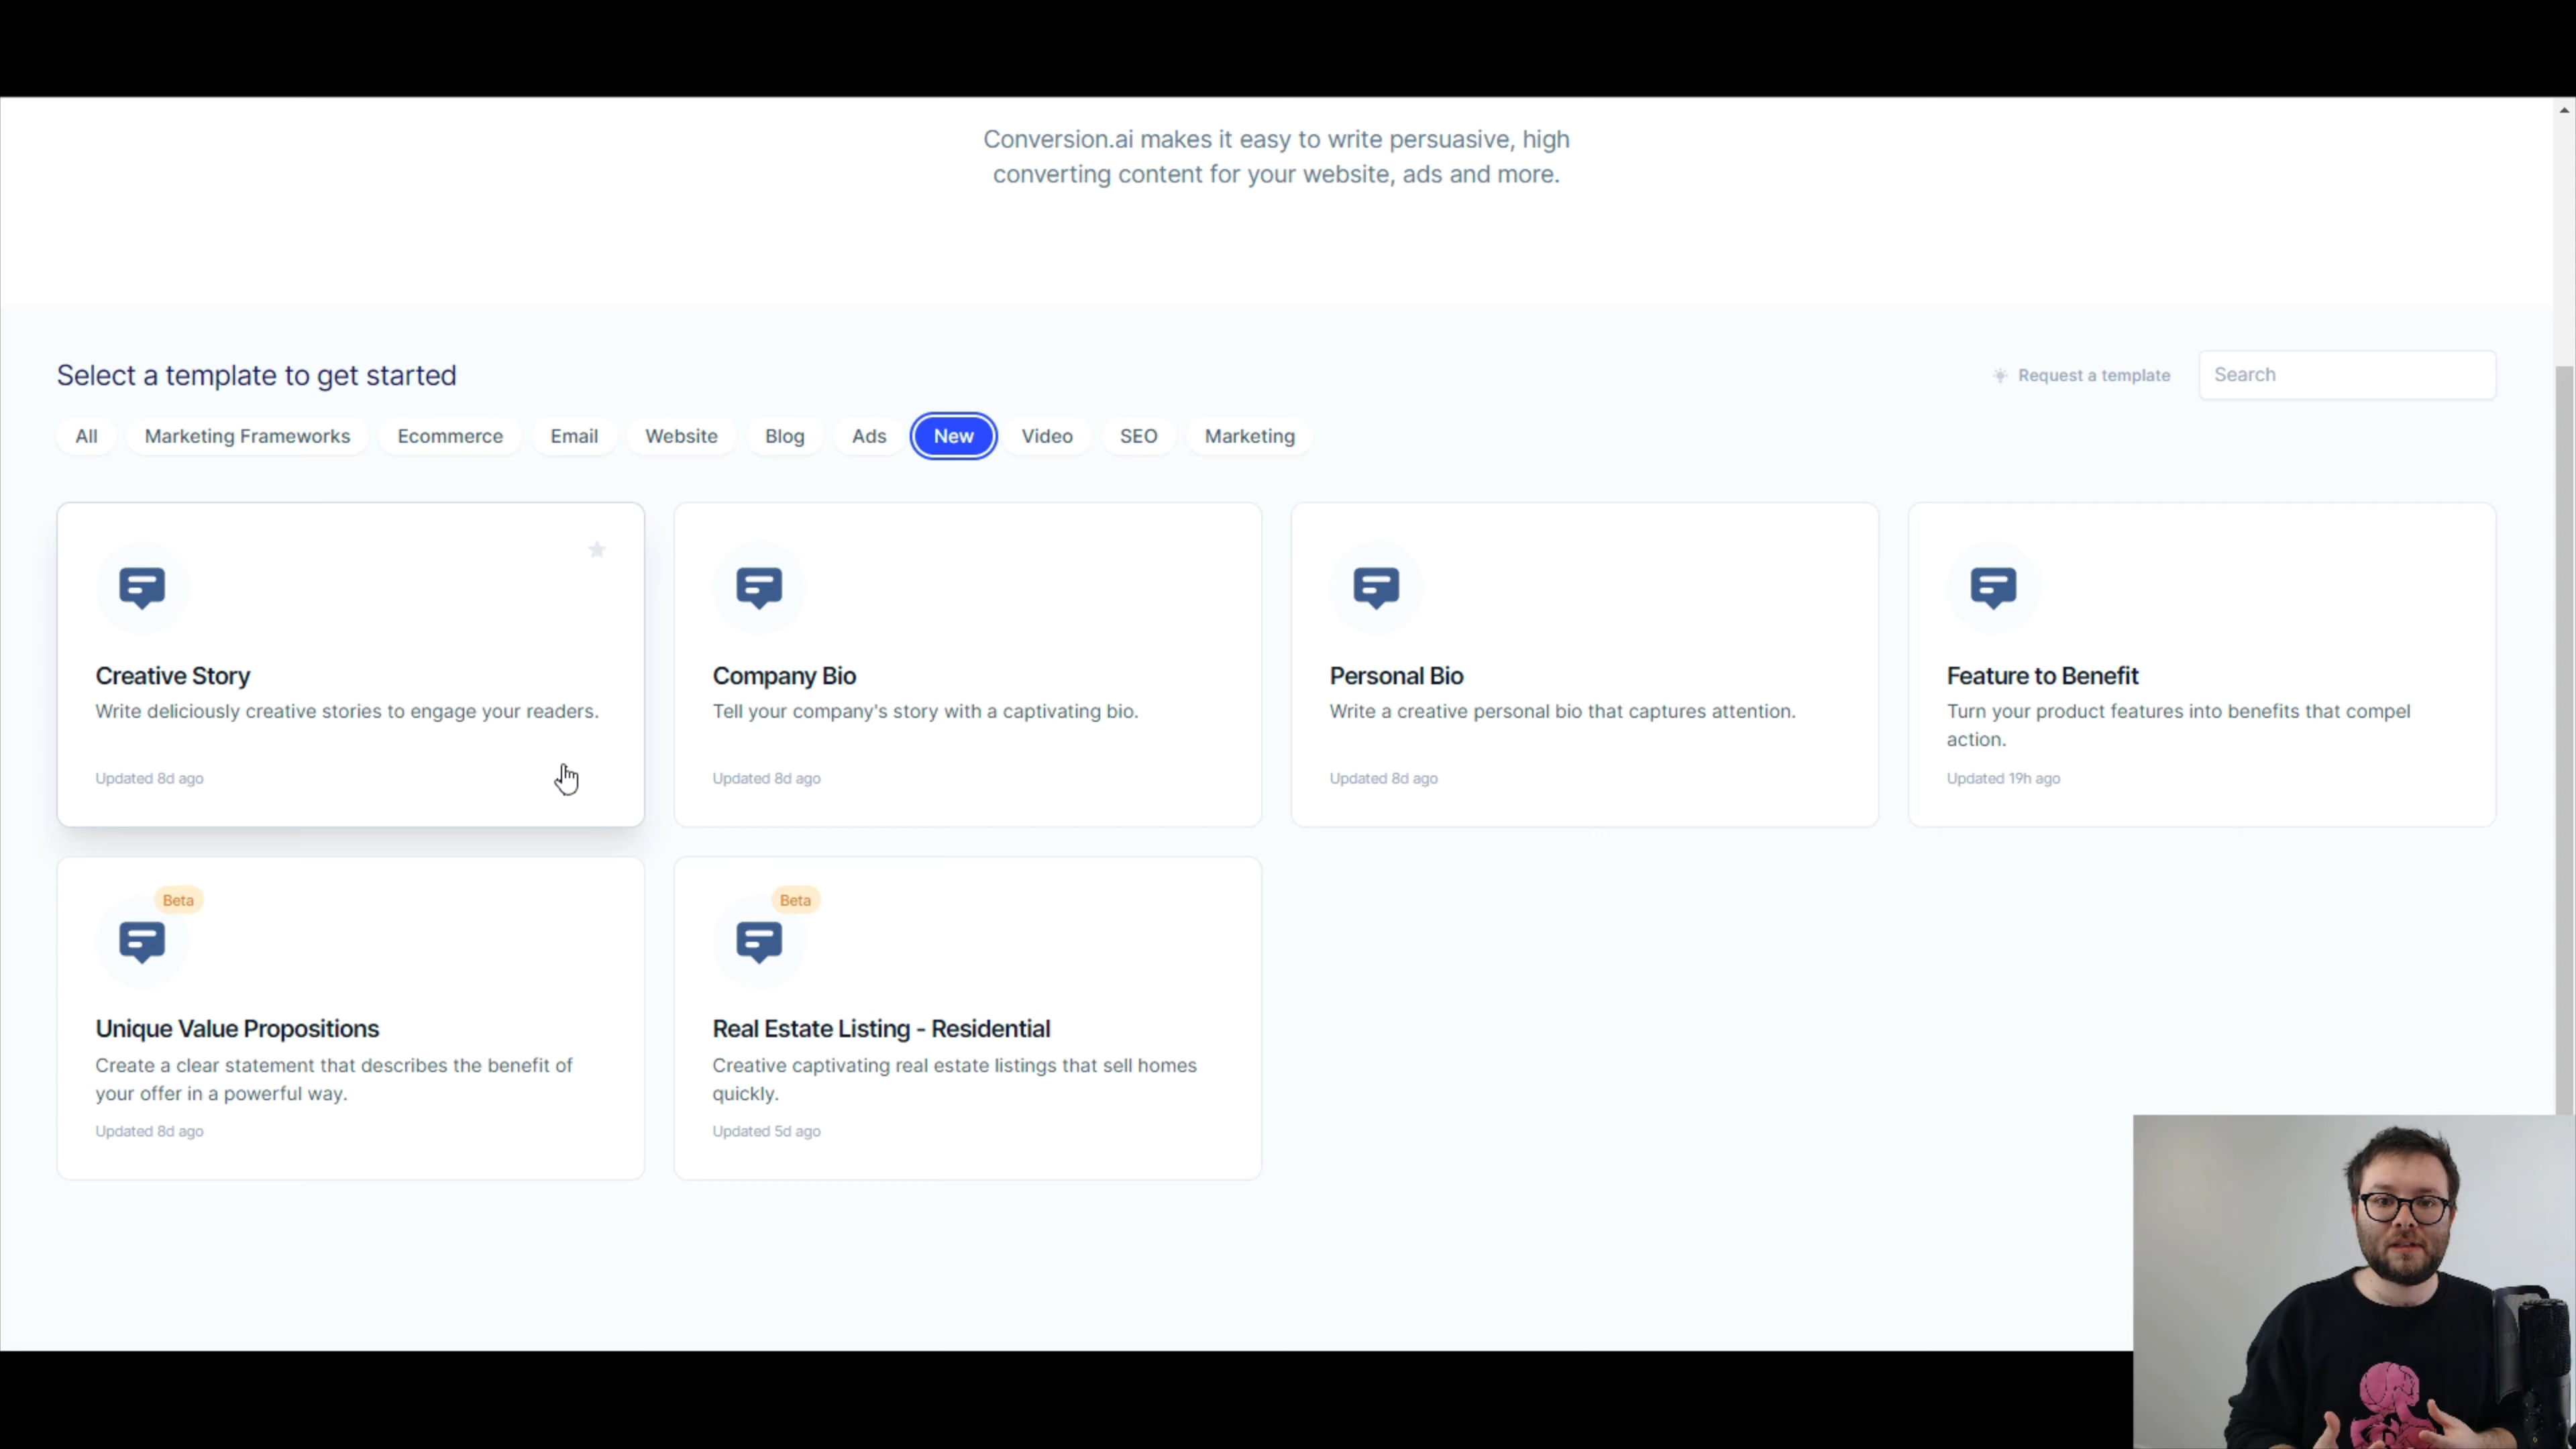 Conversion.ai makes it easy to write persuasive, high
converting content for your website, ads and more.
Select a template to get started
Request a template
Search
All
Marketing Frameworks
Ecommerce
Email
Website
Blog
Ads
New
Video
SEO
Marketing
Creative Story
Write deliciously creative stories to engage your readers.
Updated 8d ago
Company Bio
Tell your company's story with a captivating bio.
Updated 8d ago
Personal Bio
Write a creative personal bio that captures attention.
Updated 8d ago
Feature to Benefit
Turn your product features into benefits that compel
action.
Updated 19h ago
Beta
Unique Value Propositions
Create a clear statement that describes the benefit of
your offer in a powerful way.
Updated 8d ago
Beta
Real Estate Listing - Residential
Creative captivating real estate listings that sell homes
quickly.
Updated 5d ago